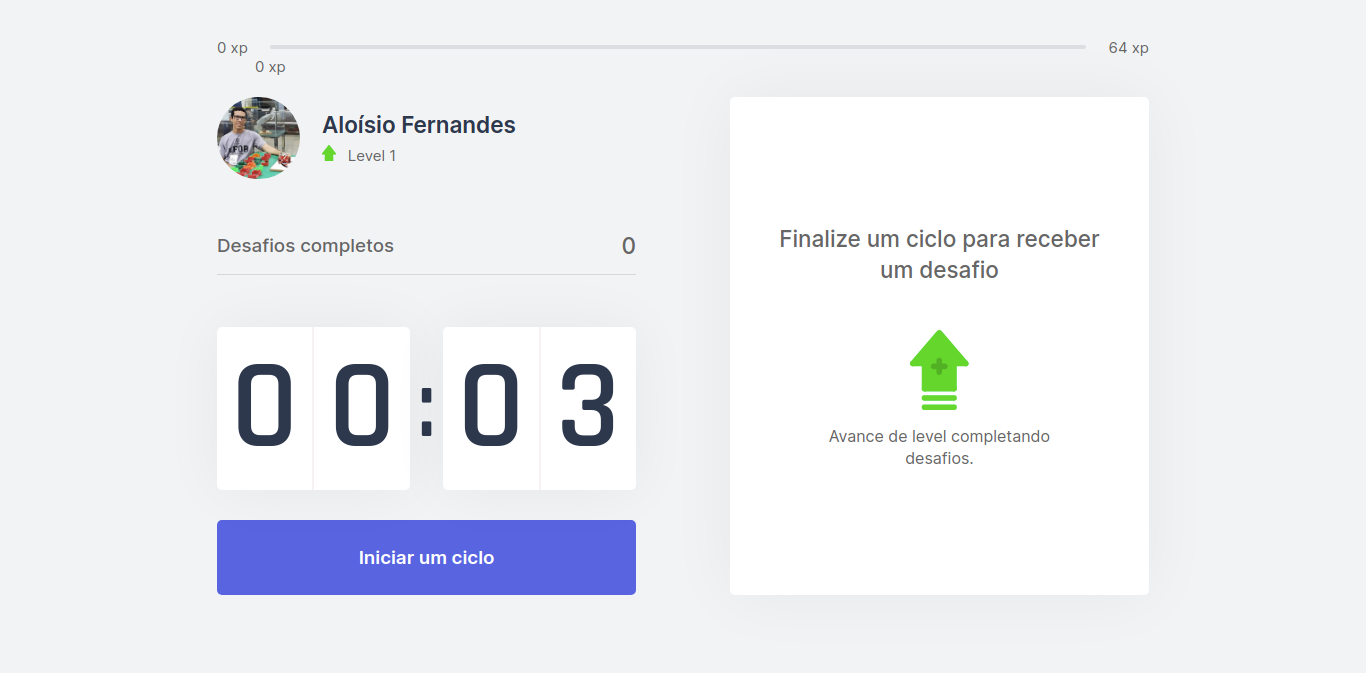 0 xp
64 xp
0 xp
Aloísio Fernandes
Level 1
Desafios completos
0
00:03
Iniciar um ciclo
Finalize um ciclo para receber
um desafio
Avance de level completando
desafios.